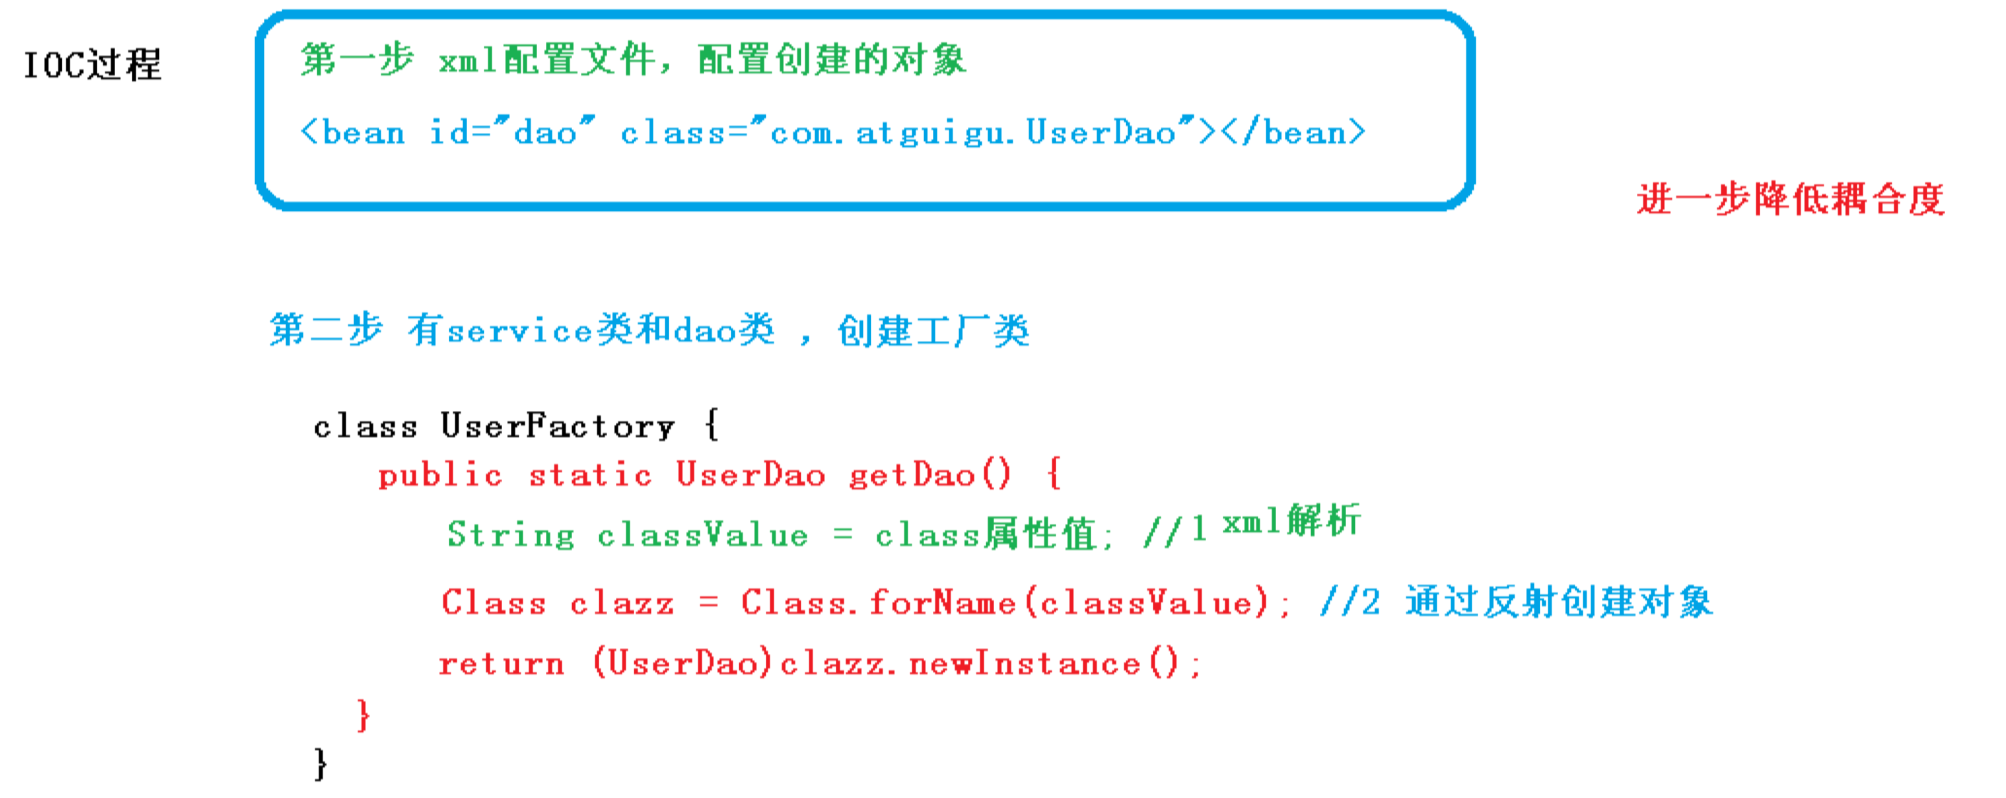 IOC过程
第一步 xml配置文件，配置创建的对象
<bean id="dao" class="com.atguigu.UserDao"></bean>
进一步降低耦合度
第二步 有service类和dao类 ，创建工厂类
class UserFactory {
public static UserDao getDao() {
String classValue = class属性值; //1 xml解析
Class clazz = Class.forName(classValue); //2 通过反射创建对象
return (UserDao)clazz.newInstance();
}
}